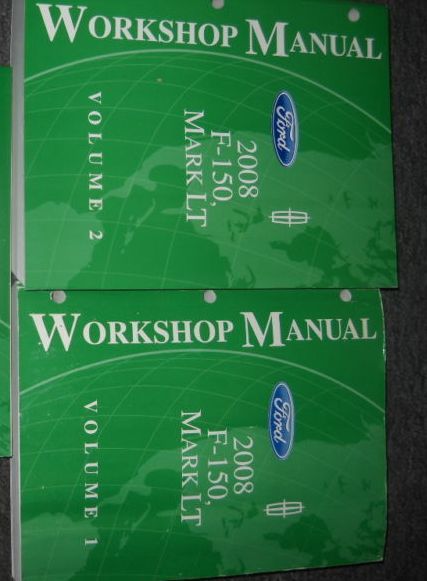 WORKSHOP MANUAL
VOLUME 2
Ford
2008
F-150,
MARK LT
WORKSHOP MANUAL
VOLUME 1
Ford
2008
F-150,
MARK LT